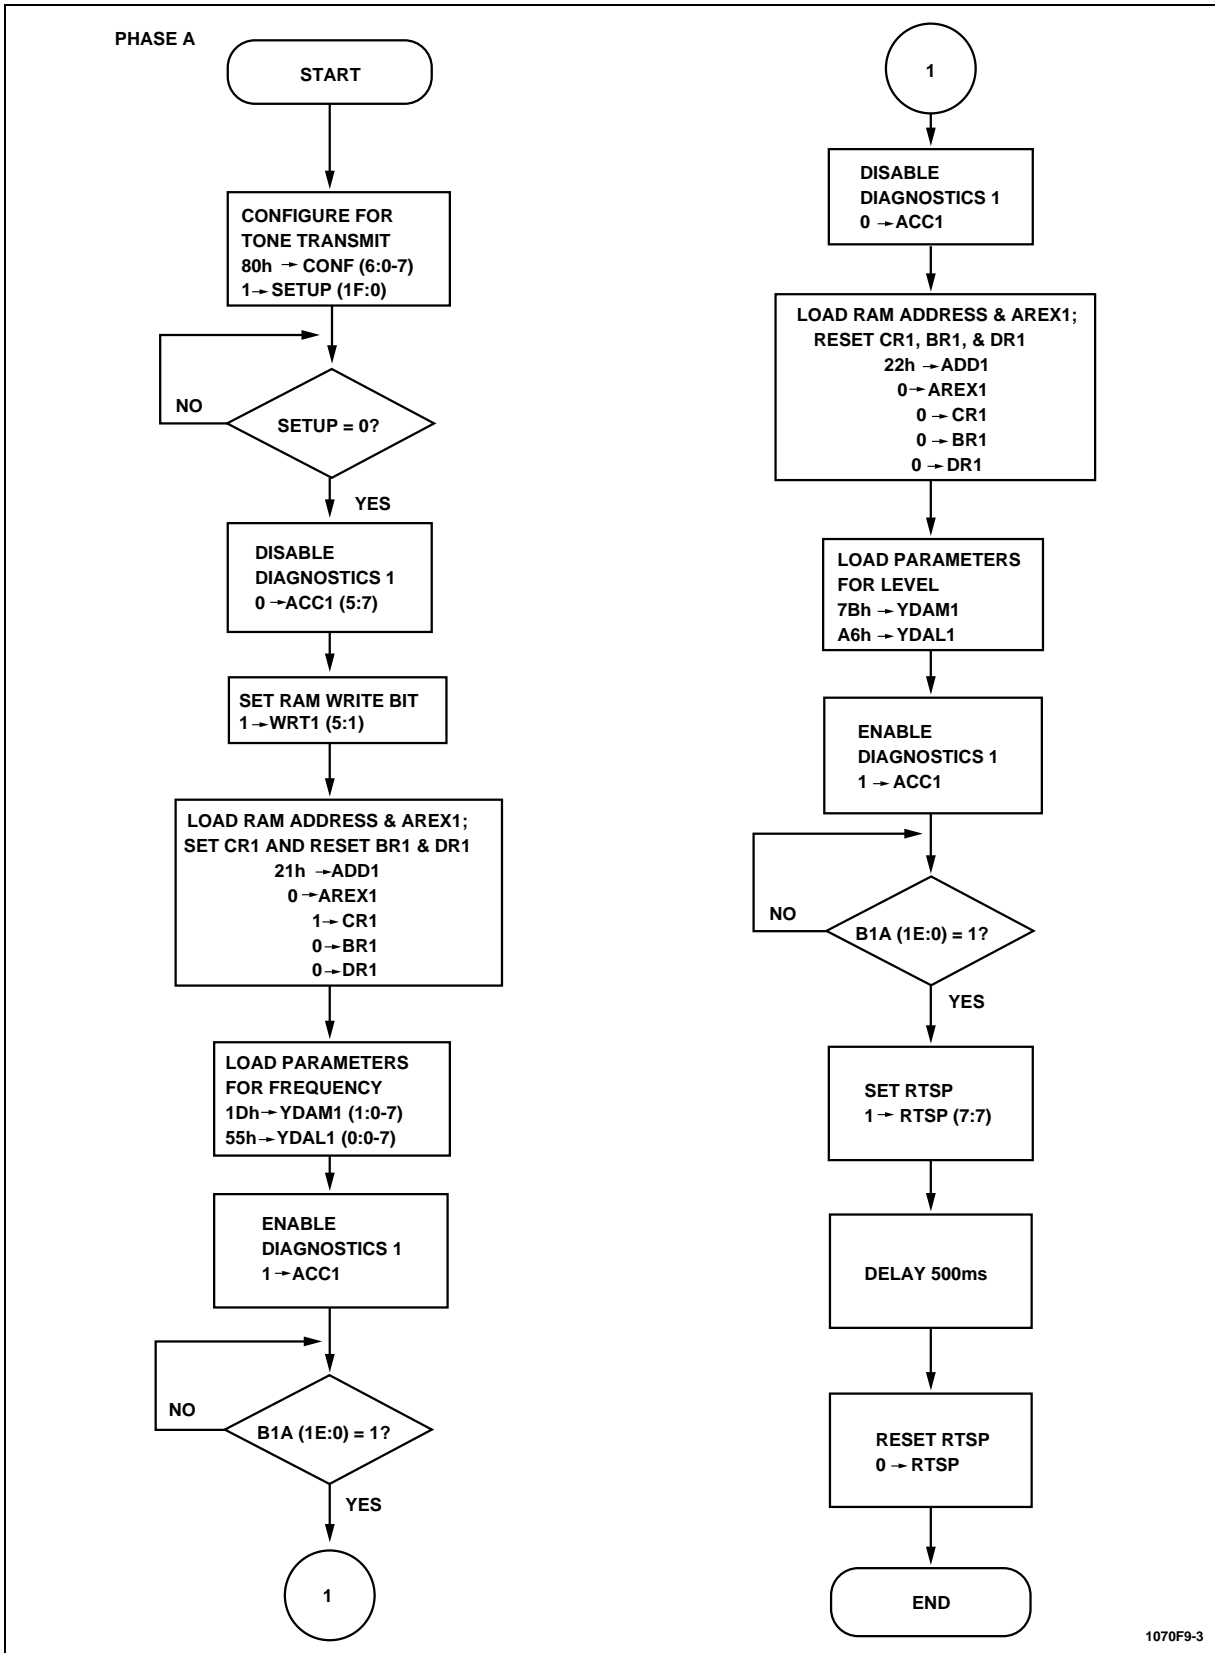 PHASE A
START
CONFIGURE FOR
TONE TRANSMIT
80h → CONF (6:0-7)
1→ SETUP (1F:0)
NO
SETUP = 0?
YES
DISABLE
DIAGNOSTICS 1
0 →ACC1 (5:7)
SET RAM WRITE BIT
1→WRT1 (5:1)
LOAD RAM ADDRESS & AREX1;
SET CR1 AND RESET BR1 & DR1
21h →ADD1
0→AREX1
1→ CR1
0→BR1
0→DR1
LOAD PARAMETERS
FOR FREQUENCY
1Dh→YDAM1 (1:0-7)
55h→YDAL1 (0:0-7)
ENABLE
DIAGNOSTICS 1
1→ACC1
NO
B1A (1E:0) = 1?
YES
1
1
DISABLE
DIAGNOSTICS 1
0 → ACC1
LOAD RAM ADDRESS & AREX1;
RESET CR1, BR1, & DR1
22h →ADD1
0→AREX1
0 → CR1
0 → BR1
0 → DR1
LOAD PARAMETERS
FOR LEVEL
7Bh → YDAM1
A6h → YDAL1
ENABLE
DIAGNOSTICS 1
1 → ACC1
NO
B1A (1E:0) = 1?
YES
SET RTSP
1→ RTSP (7:7)
DELAY 500ms
RESET RTSP
0 → RTSP
END
1070F9-3